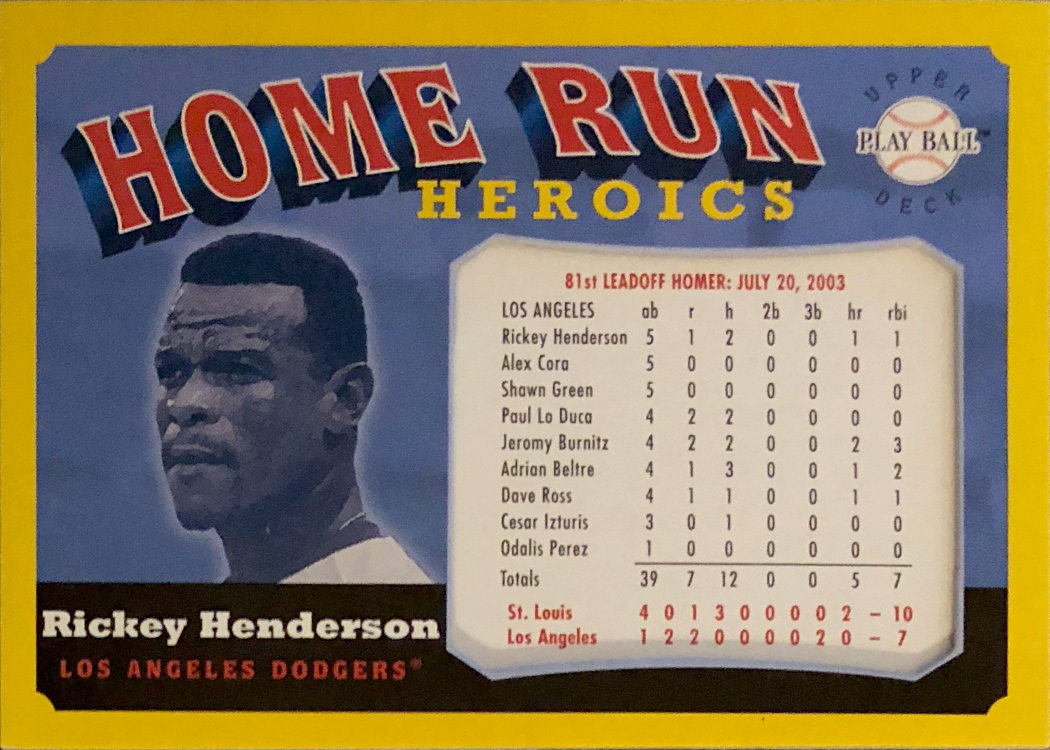 HOME RUN
HEROICS
UPPER
PLAY BALL™
DECK
81st LEADOFF HOMER: JULY 20, 2003
LOS ANGELES ab r h 2b 3b hr rbi
Rickey Henderson 5 1 2 0 0 1 1
Alex Cora 5 0 0 0 0 0 0
Shawn Green 5 0 0 0 0 0 0
Paul Lo Duca 4 2 2 0 0 0 0
Jeromy Burnitz 4 2 2 0 0 2 3
Adrian Beltre 4 1 3 0 0 1 2
Dave Ross 4 1 1 0 0 1 1
Cesar Izturis 3 0 1 0 0 0 0
Odalis Perez 1 0 0 0 0 0 0
Totals 39 7 12 0 0 5 7
St. Louis 4 0 1 3 0 0 0 0 2 – 10
Los Angeles 1 2 2 0 0 0 0 2 0 – 7
Rickey Henderson
LOS ANGELES DODGERS®